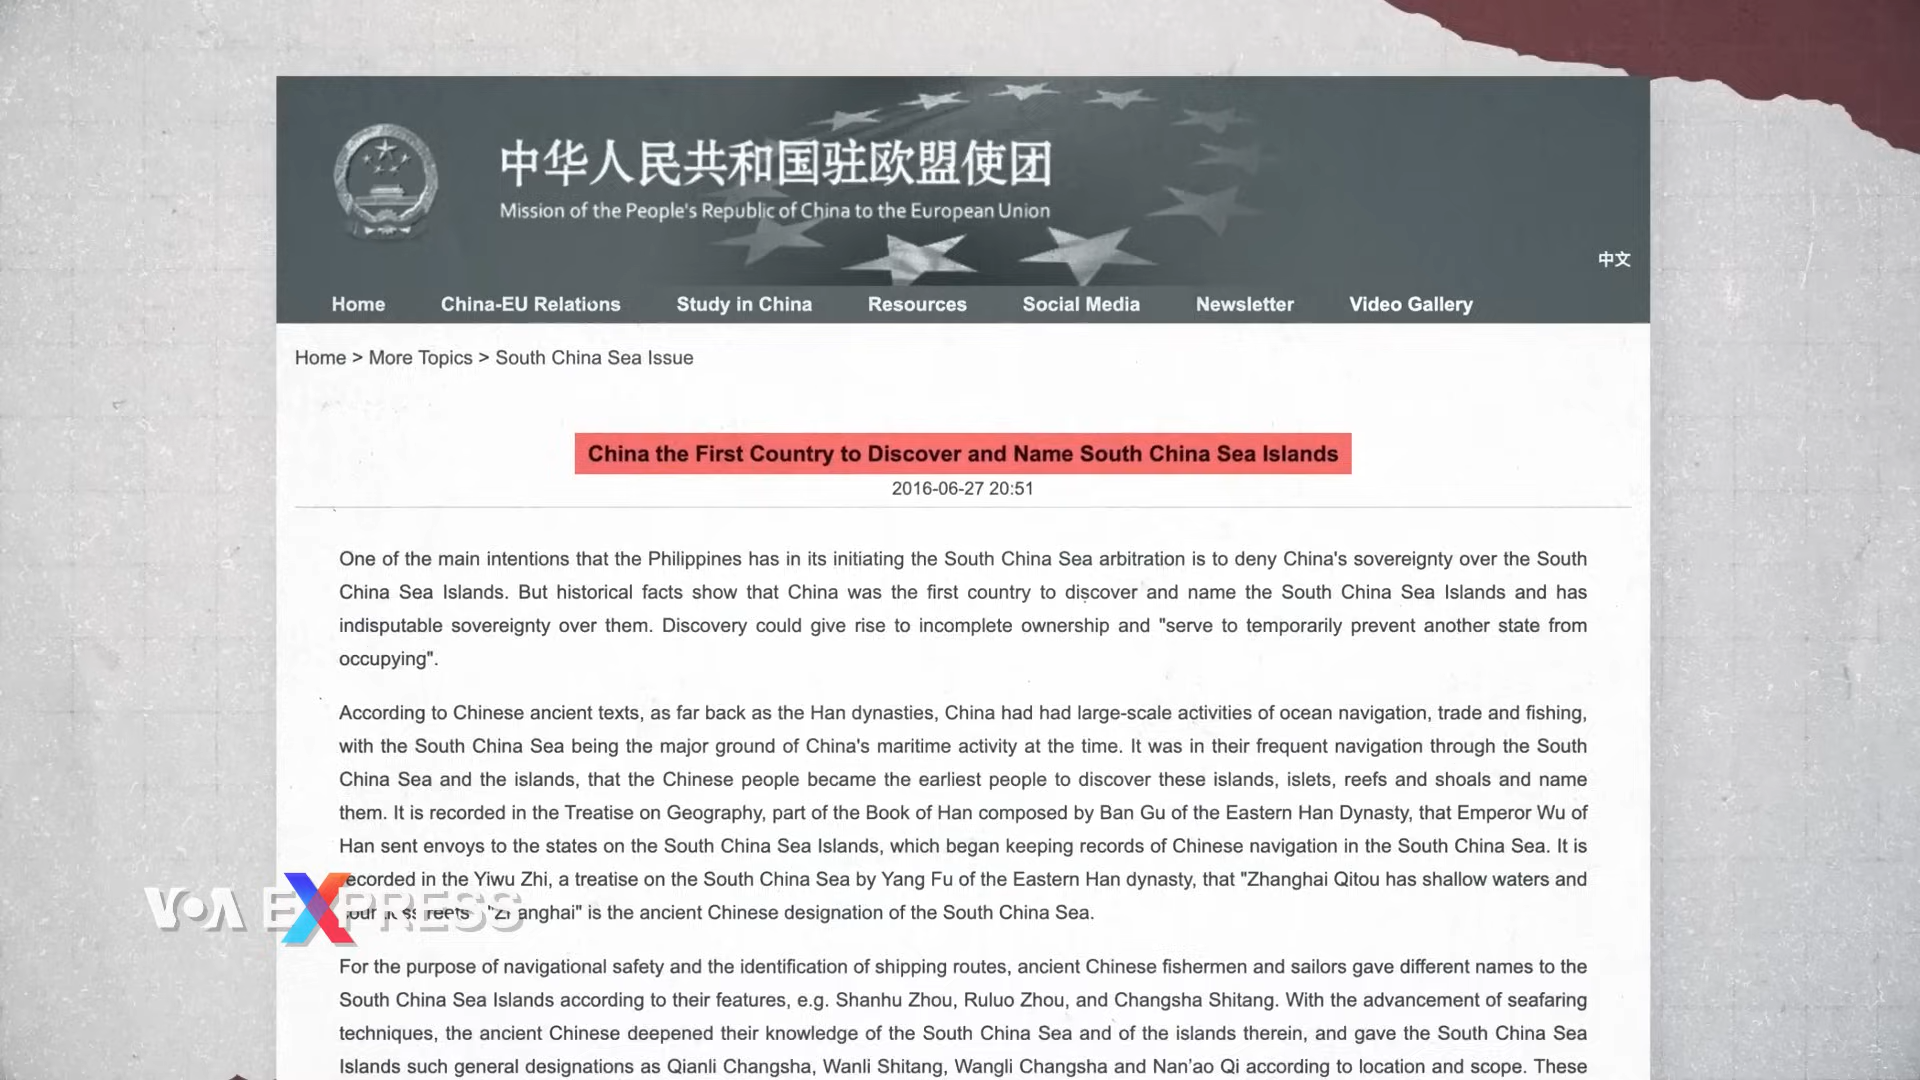 中华人民共和国驻欧盟使团
Mission of the People's Republic of China to the European Union
中文
Home China-EU Relations Study in China Resources Social Media Newsletter Video Gallery
Home > More Topics > South China Sea Issue
China the First Country to Discover and Name South China Sea Islands
2016-06-27 20:51
One of the main intentions that the Philippines has in its initiating the South China Sea arbitration is to deny China's sovereignty over the South
China Sea Islands. But historical facts show that China was the first country to discover and name the South China Sea Islands and has
indisputable sovereignty over them. Discovery could give rise to incomplete ownership and "serve to temporarily prevent another state from
occupying".
According to Chinese ancient texts, as far back as the Han dynasties, China had had large-scale activities of ocean navigation, trade and fishing,
with the South China Sea being the major ground of China's maritime activity at the time. It was in their frequent navigation through the South
China Sea and the islands, that the Chinese people became the earliest people to discover these islands, islets, reefs and shoals and name
them. It is recorded in the Treatise on Geography, part of the Book of Han composed by Ban Gu of the Eastern Han Dynasty, that Emperor Wu of
Han sent envoys to the states on the South China Sea Islands, which began keeping records of Chinese navigation in the South China Sea. It is
recorded in the Yiwu Zhi, a treatise on the South China Sea by Yang Fu of the Eastern Han dynasty, that "Zhanghai Qitou has shallow waters and
"Zhanghai" is the ancient Chinese designation of the South China Sea.
VOA EXPRESS
For the purpose of navigational safety and the identification of shipping routes, ancient Chinese fishermen and sailors gave different names to the
South China Sea Islands according to their features, e.g. Shanhu Zhou, Ruluo Zhou, and Changsha Shitang. With the advancement of seafaring
techniques, the ancient Chinese deepened their knowledge of the South China Sea and of the islands therein, and gave the South China Sea
Islands such general designations as Qianli Changsha, Wanli Shitang, Wangli Changsha and Nan'ao Qi according to location and scope. These